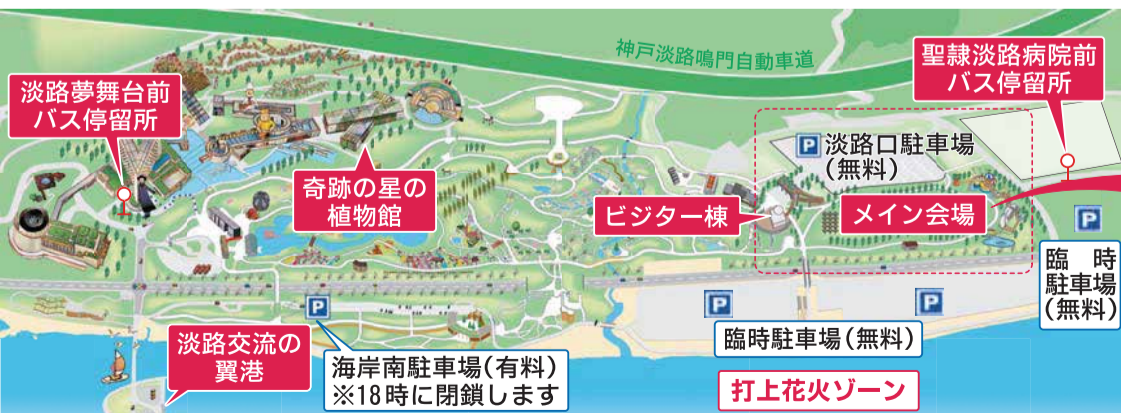 神戸淡路鳴門自動車道
聖隷淡路病院前
バス停留所
淡路夢舞台前
バス停留所
P 淡路口駐車場
(無料)
奇跡の星の
植物館
ビジター棟
メイン会場
P
臨時
駐車場
(無料)
P
P
P
臨時駐車場(無料)
淡路交流の
翼港
海岸南駐車場(有料)
※18時に閉鎖します
打上花火ゾーン